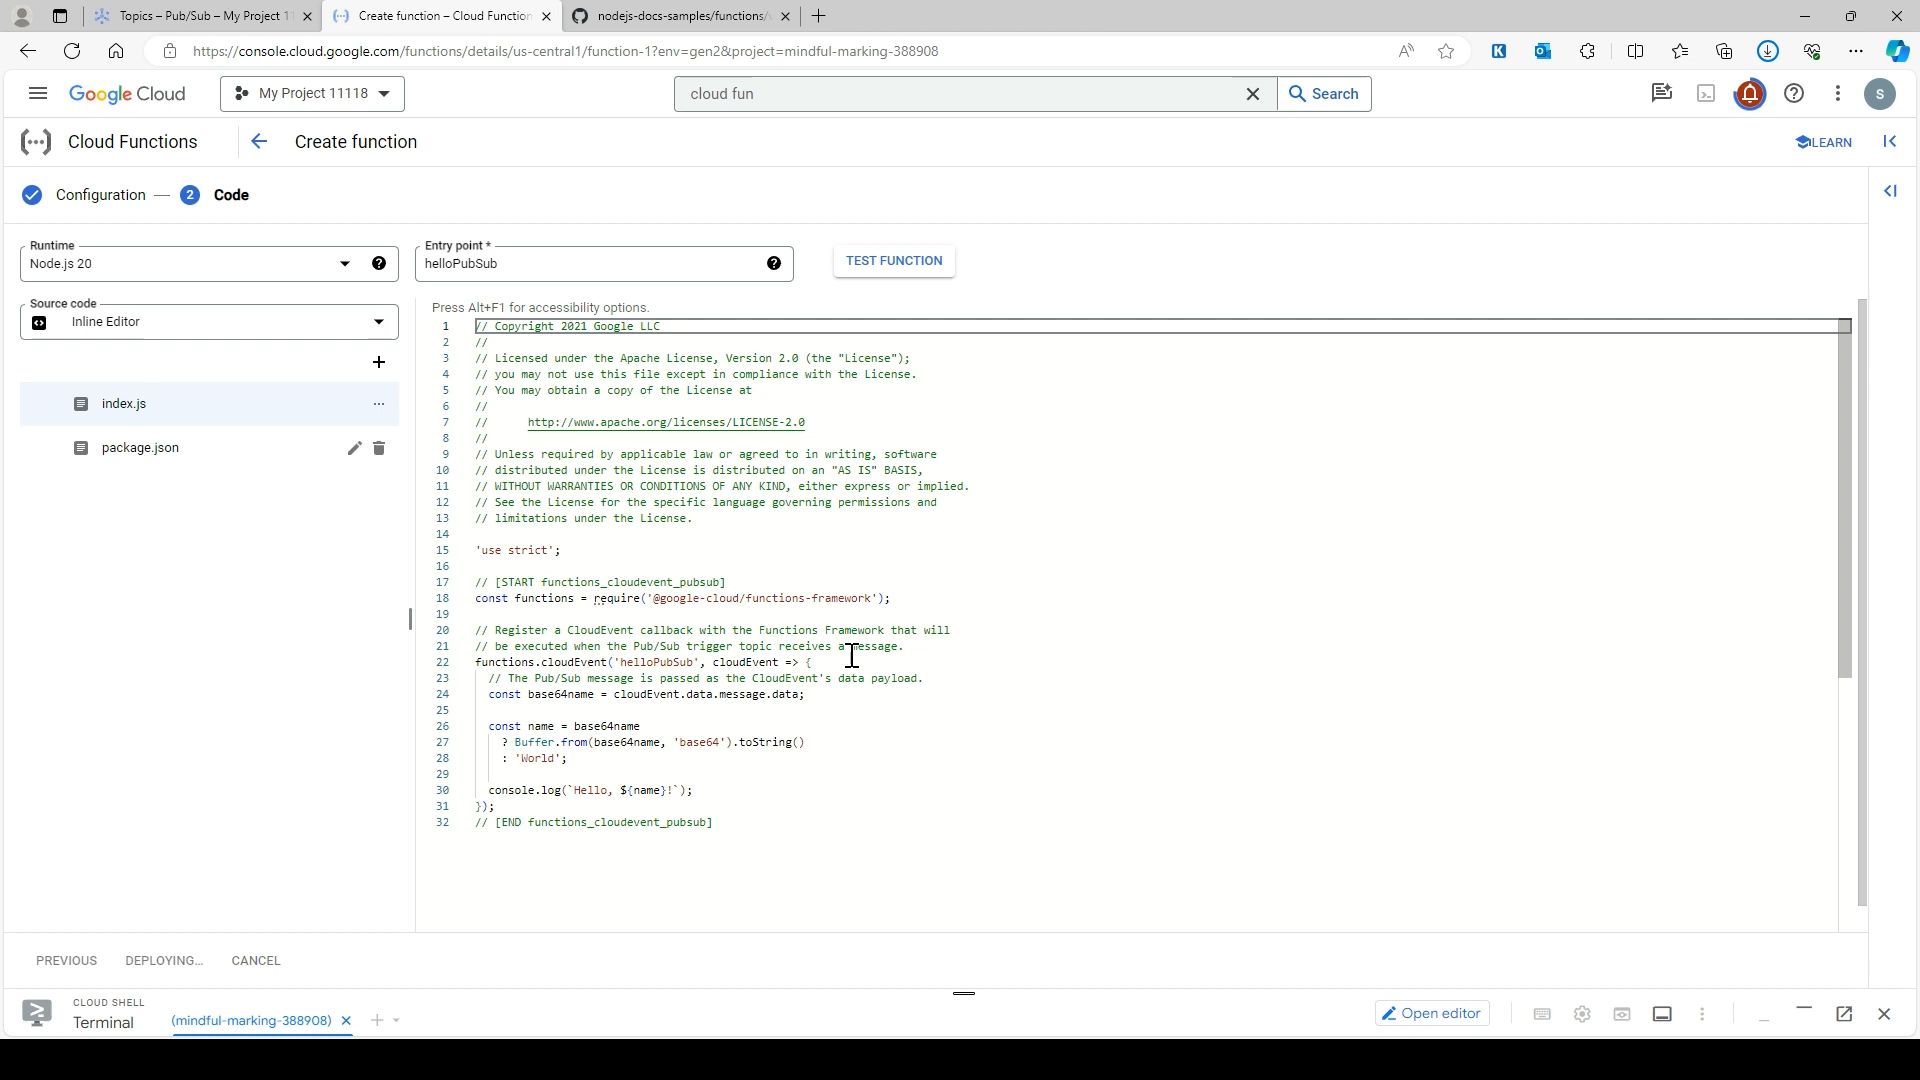 Topics – Pub/Sub – My Project 1
Create function – Cloud Function
nodejs-docs-samples/functions/
https://console.cloud.google.com/functions/details/us-central1/function-1?env=gen2&project=mindful-marking-388908
Google Cloud
My Project 11118
cloud fun
Search
S
Cloud Functions
Create function
LEARN
Configuration
2
Code
Runtime
Node.js 20
Entry point *
helloPubSub
TEST FUNCTION
Source code
Inline Editor
index.js
package.json
Press Alt+F1 for accessibility options.
1 // Copyright 2021 Google LLC
2 //
3 // Licensed under the Apache License, Version 2.0 (the "License");
4 // you may not use this file except in compliance with the License.
5 // You may obtain a copy of the License at
6 //
7 // http://www.apache.org/licenses/LICENSE-2.0
8 //
9 // Unless required by applicable law or agreed to in writing, software
10 // distributed under the License is distributed on an "AS IS" BASIS,
11 // WITHOUT WARRANTIES OR CONDITIONS OF ANY KIND, either express or implied.
12 // See the License for the specific language governing permissions and
13 // limitations under the License.
14
15 'use strict';
16
17 // [START functions_cloudevent_pubsub]
18 const functions = require('@google-cloud/functions-framework');
19
20 // Register a CloudEvent callback with the Functions Framework that will
21 // be executed when the Pub/Sub trigger topic receives a message.
22 functions.cloudEvent('helloPubSub', cloudEvent => {
23 // The Pub/Sub message is passed as the CloudEvent's data payload.
24 const base64name = cloudEvent.data.message.data;
25
26 const name = base64name
27 ? Buffer.from(base64name, 'base64').toString()
28 : 'World';
29
30 console.log(`Hello, ${name}!`);
31 });
32 // [END functions_cloudevent_pubsub]
PREVIOUS
DEPLOYING...
CANCEL
CLOUD SHELL
Terminal
(mindful-marking-388908)
Open editor